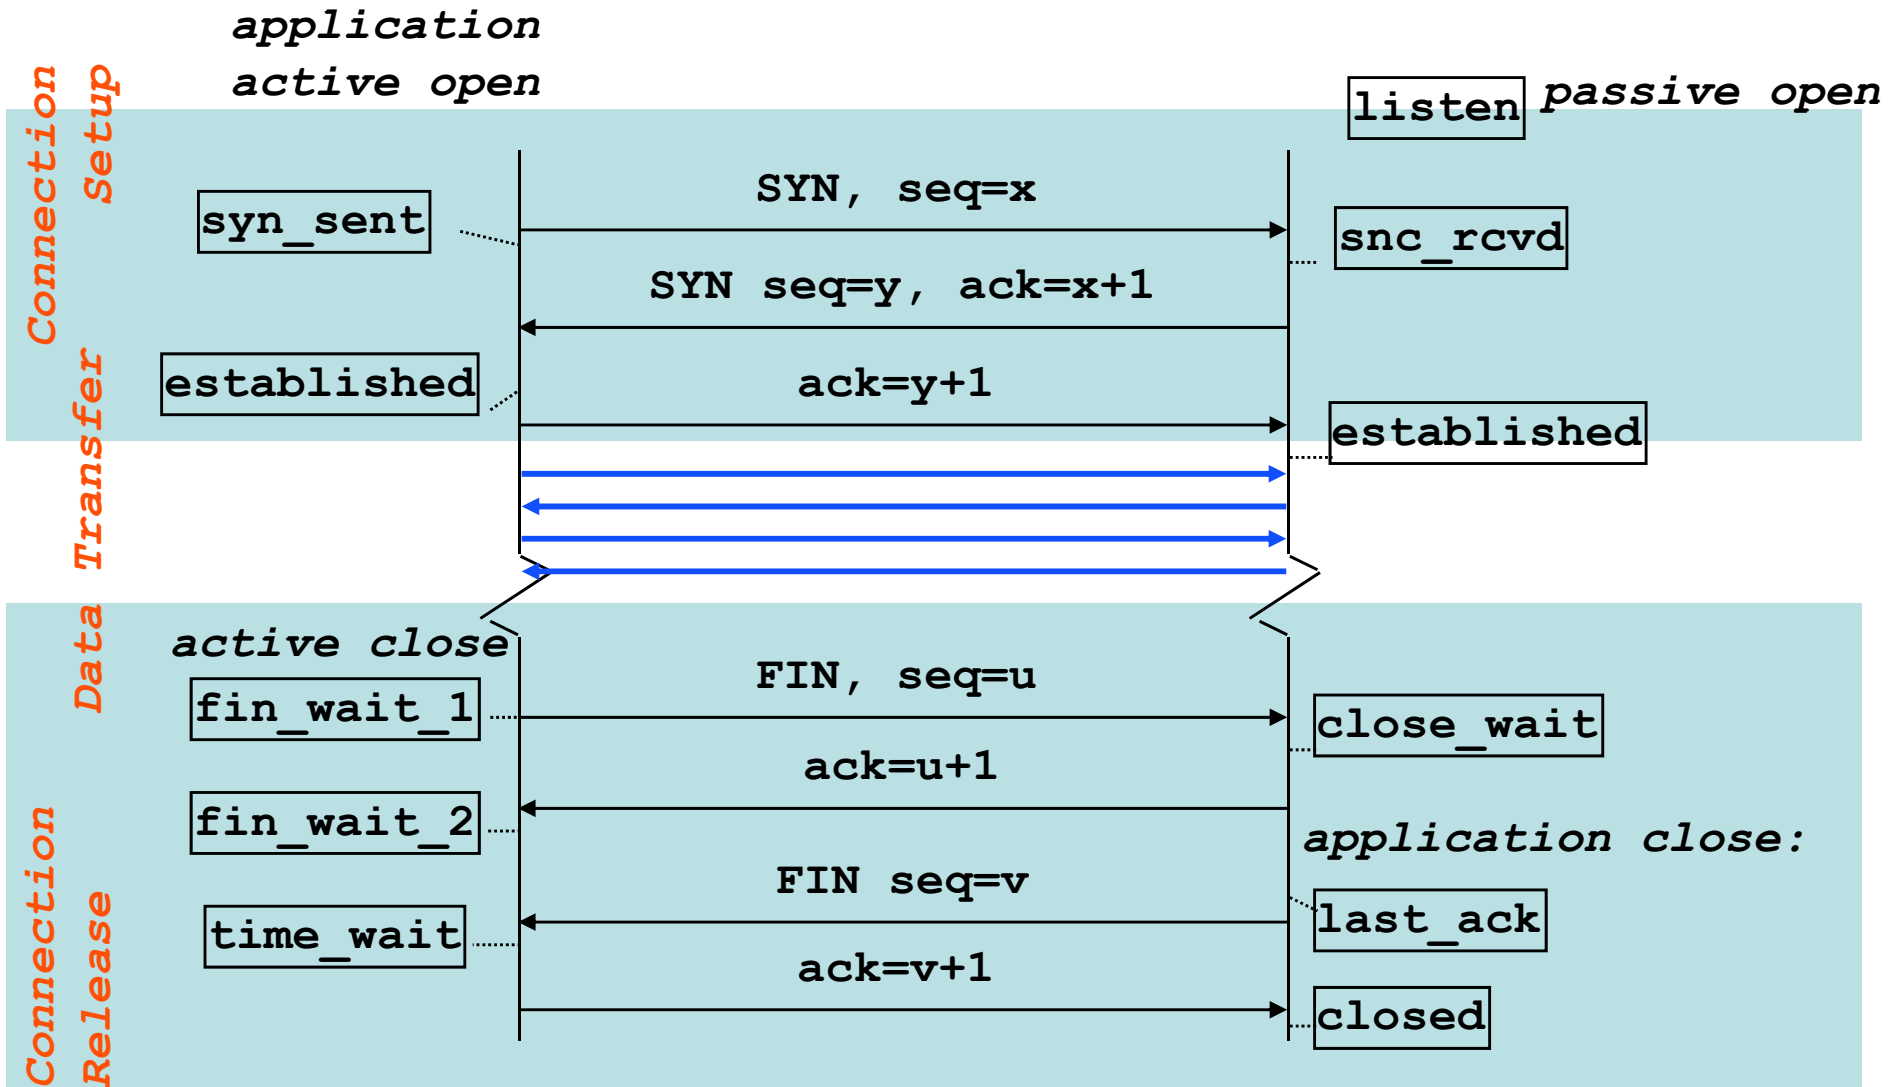 application
active open
listen
passive open
Connection
Setup
SYN, seq=x
syn_sent
snc_rcvd
SYN seq=y, ack=x+1
established
ack=y+1
established
Data Transfer
active close
FIN, seq=u
fin_wait_1
close_wait
ack=u+1
fin_wait_2
application close:
FIN seq=v
last_ack
time_wait
ack=v+1
closed
Connection
Release